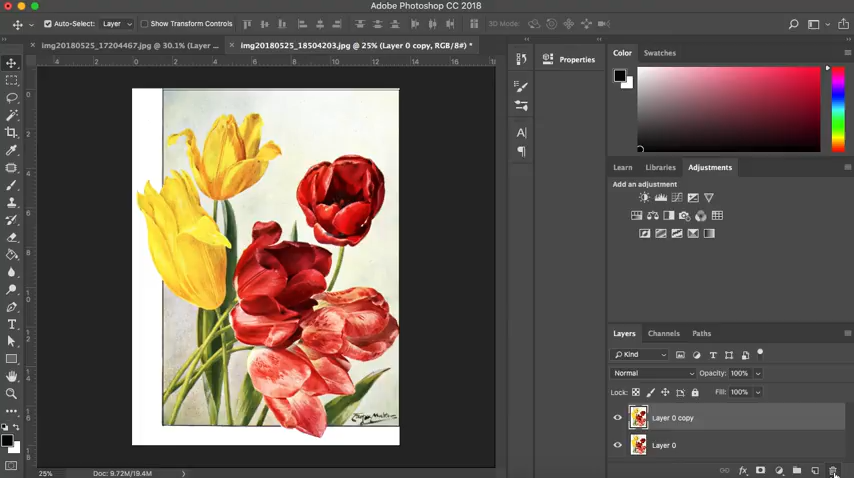 Adobe Photoshop CC 2018
Auto-Select: Layer Show Transform Controls 3D Mode:
img20180525_17204467.jpg @ 30.1% (Layer ... img20180525_18504203.jpg @ 25% (Layer 0 copy, RGB/8#) *
Properties
Color Swatches
Learn Libraries Adjustments
Add an adjustment
Layers Channels Paths
Kind
Normal Opacity: 100%
Lock: Fill: 100%
Layer 0 copy
Layer 0
25% Doc: 9.72M/19.4M